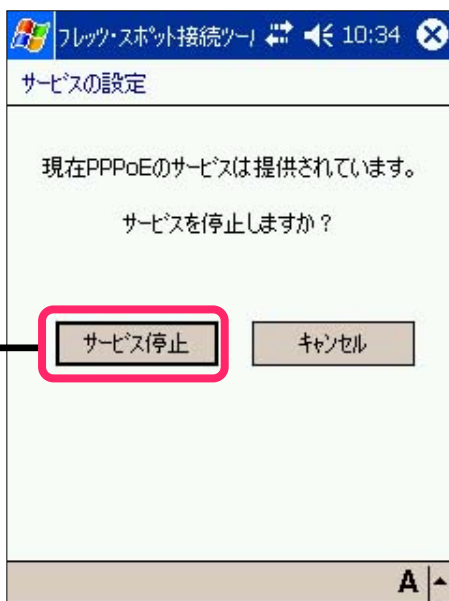 フレッツ・スポット接続ツー 10:34
サービスの設定
現在PPPoEのサービスは提供されています。
サービスを停止しますか？
サービス停止 キャンセル
A